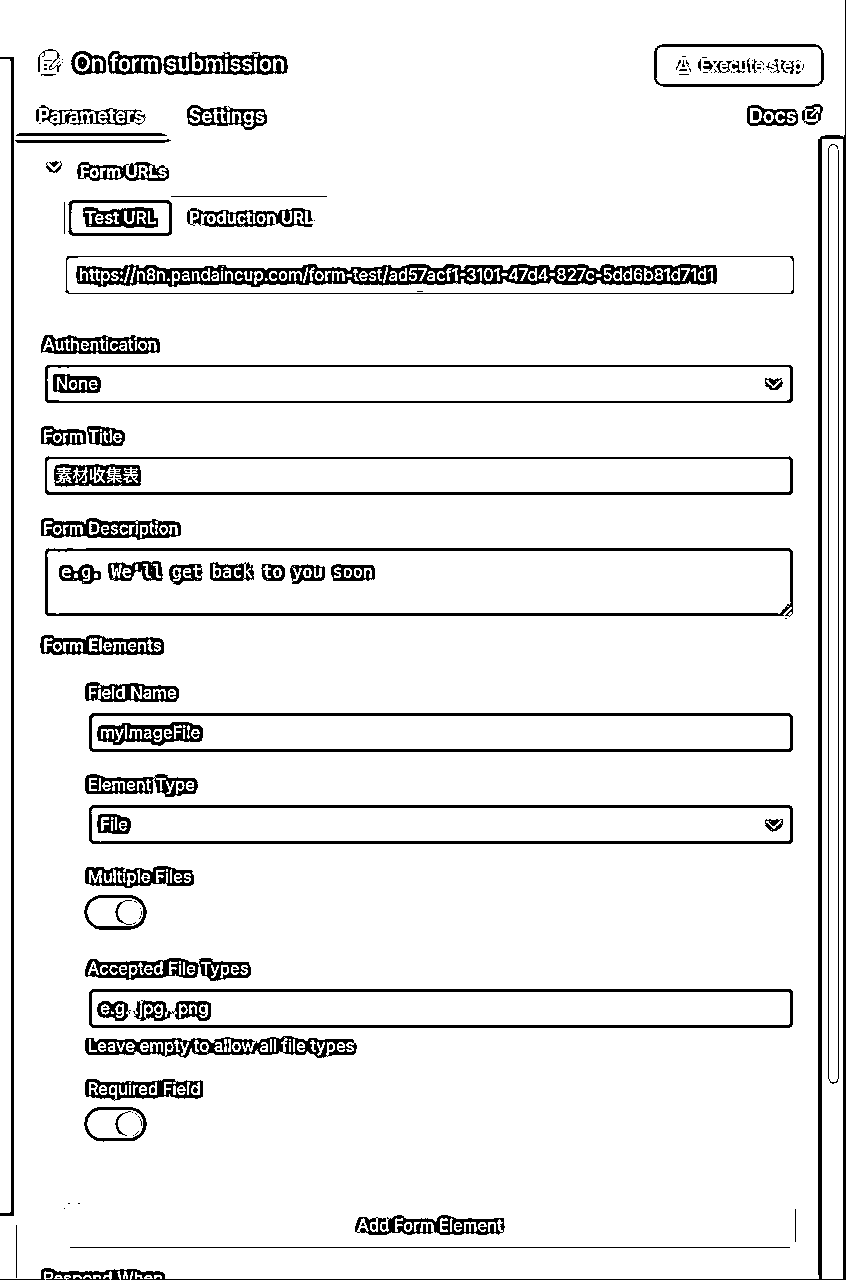 On form submission
Execute step
Parameters
Settings
Docs
Form URLs
Test URL
Production URL
https://n8n.pandaincup.com/form-test/ad57acf1-3101-47d4-827c-5dd6b81d71d1
Authentication
None
Form Title
素材收集表
Form Description
e.g. We'll get back to you soon
Form Elements
Field Name
myImageFile
Element Type
File
Multiple Files
Accepted File Types
e.g. .jpg, .png
Leave empty to allow all file types
Required Field
Add Form Element
Respond When